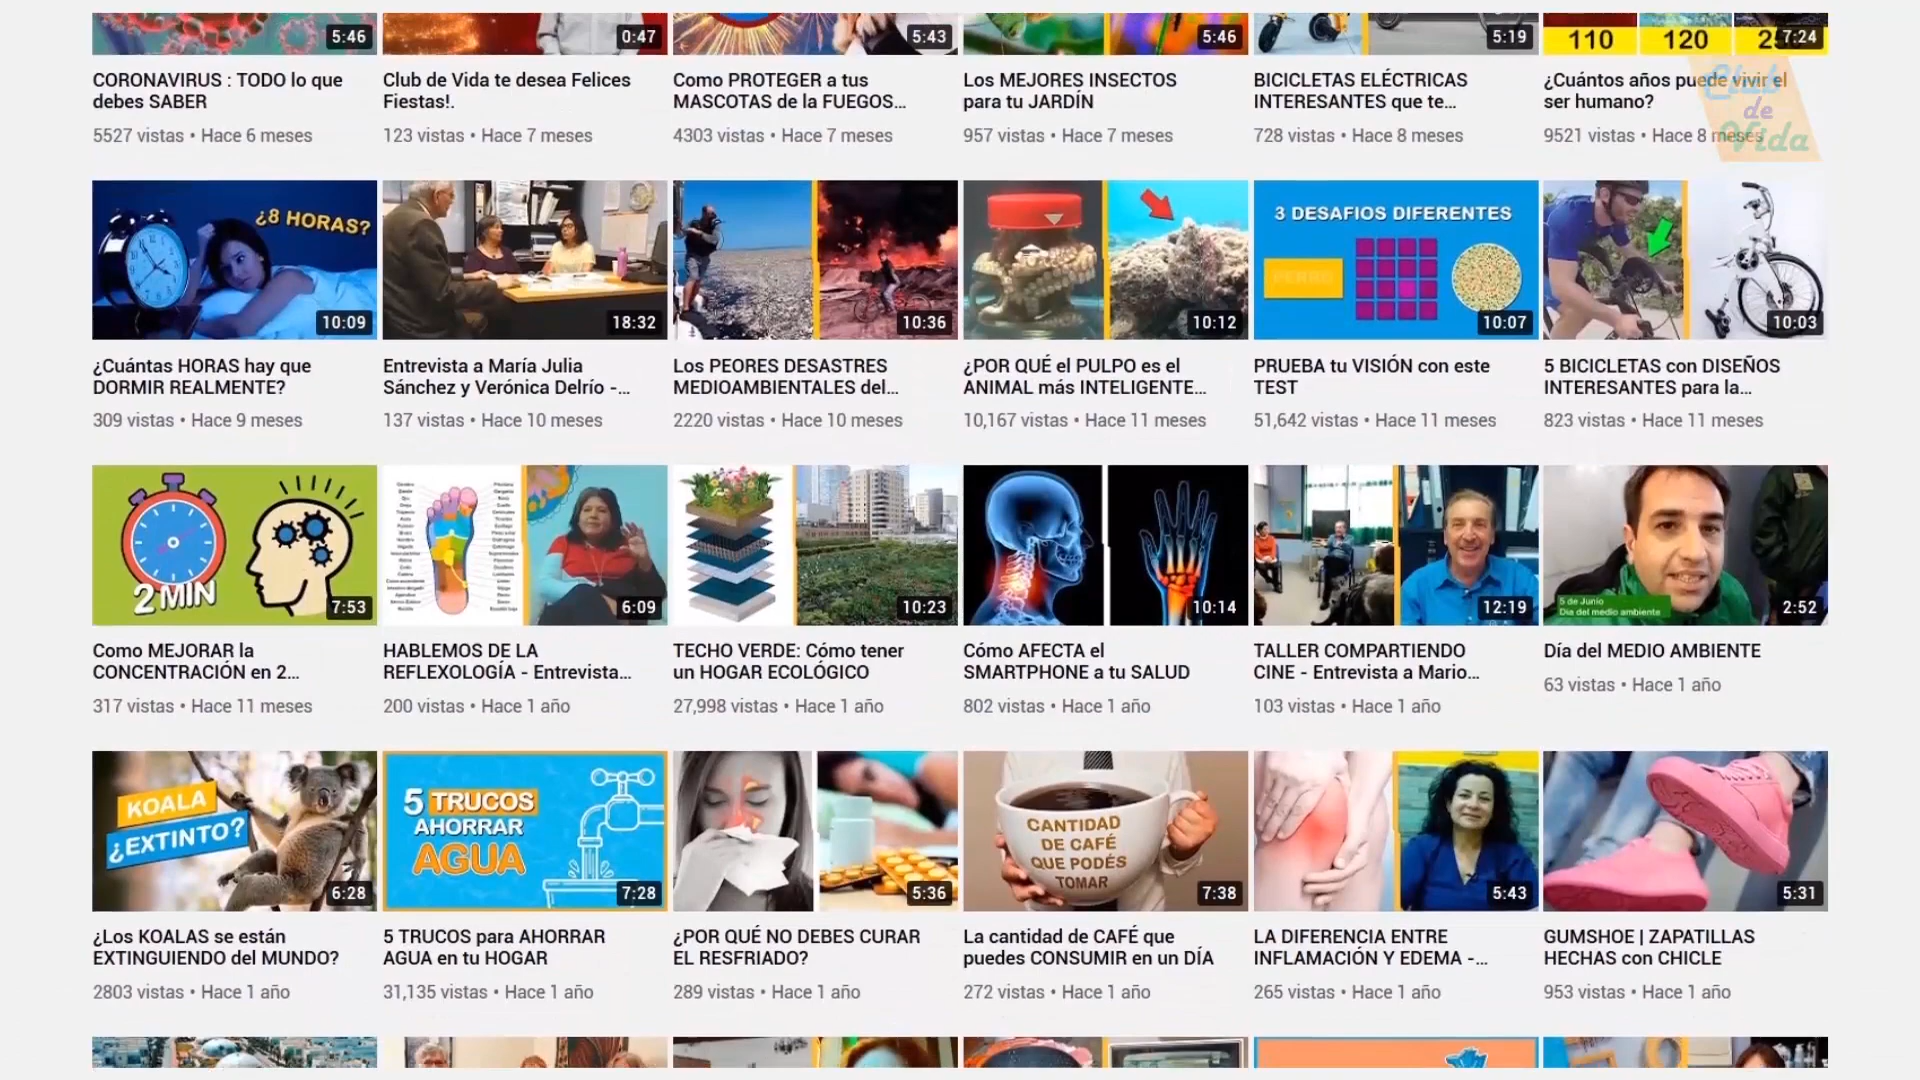 5:46
0:47
5:43
5:46
5:19
110 120 7:24
CORONAVIRUS : TODO lo que
debes SABER
5527 vistas • Hace 6 meses
Club de Vida te desea Felices
Fiestas!.
123 vistas • Hace 7 meses
Como PROTEGER a tus
MASCOTAS de la FUEGOS...
4303 vistas • Hace 7 meses
Los MEJORES INSECTOS
para tu JARDÍN
957 vistas • Hace 7 meses
BICICLETAS ELÉCTRICAS
INTERESANTES que te...
728 vistas • Hace 8 meses
¿Cuántos años puede vivir el
ser humano?
9521 vistas • Hace 8 meses
Club
de
Vida
¿8 HORAS?
10:09
18:32
10:36
10:12
3 DESAFIOS DIFERENTES
10:07
10:03
¿Cuántas HORAS hay que
DORMIR REALMENTE?
309 vistas • Hace 9 meses
Entrevista a María Julia
Sánchez y Verónica Delrío -...
137 vistas • Hace 10 meses
Los PEORES DESASTRES
MEDIOAMBIENTALES del...
2220 vistas • Hace 10 meses
¿POR QUÉ el PULPO es el
ANIMAL más INTELIGENTE...
10,167 vistas • Hace 11 meses
PRUEBA tu VISIÓN con este
TEST
51,642 vistas • Hace 11 meses
5 BICICLETAS con DISEÑOS
INTERESANTES para la...
823 vistas • Hace 11 meses
2 MIN
7:53
6:09
10:23
10:14
12:19
5 de Junio
Dia del medio ambiente
2:52
Como MEJORAR la
CONCENTRACIÓN en 2...
317 vistas • Hace 11 meses
HABLEMOS DE LA
REFLEXOLOGÍA - Entrevista...
200 vistas • Hace 1 año
TECHO VERDE: Cómo tener
un HOGAR ECOLÓGICO
27,998 vistas • Hace 1 año
Cómo AFECTA el
SMARTPHONE a tu SALUD
802 vistas • Hace 1 año
TALLER COMPARTIENDO
CINE - Entrevista a Mario...
103 vistas • Hace 1 año
Día del MEDIO AMBIENTE
63 vistas • Hace 1 año
KOALA
¿EXTINTO?
6:28
5 TRUCOS
AHORRAR
AGUA
7:28
5:36
CANTIDAD
DE CAFÉ
QUE PODÉS
TOMAR
7:38
5:43
5:31
¿Los KOALAS se están
EXTINGUIENDO del MUNDO?
2803 vistas • Hace 1 año
5 TRUCOS para AHORRAR
AGUA en tu HOGAR
31,135 vistas • Hace 1 año
¿POR QUÉ NO DEBES CURAR
EL RESFRIADO?
289 vistas • Hace 1 año
La cantidad de CAFÉ que
puedes CONSUMIR en un DÍA
272 vistas • Hace 1 año
LA DIFERENCIA ENTRE
INFLAMACIÓN Y EDEMA -...
265 vistas • Hace 1 año
GUMSHOE | ZAPATILLAS
HECHAS con CHICLE
953 vistas • Hace 1 año